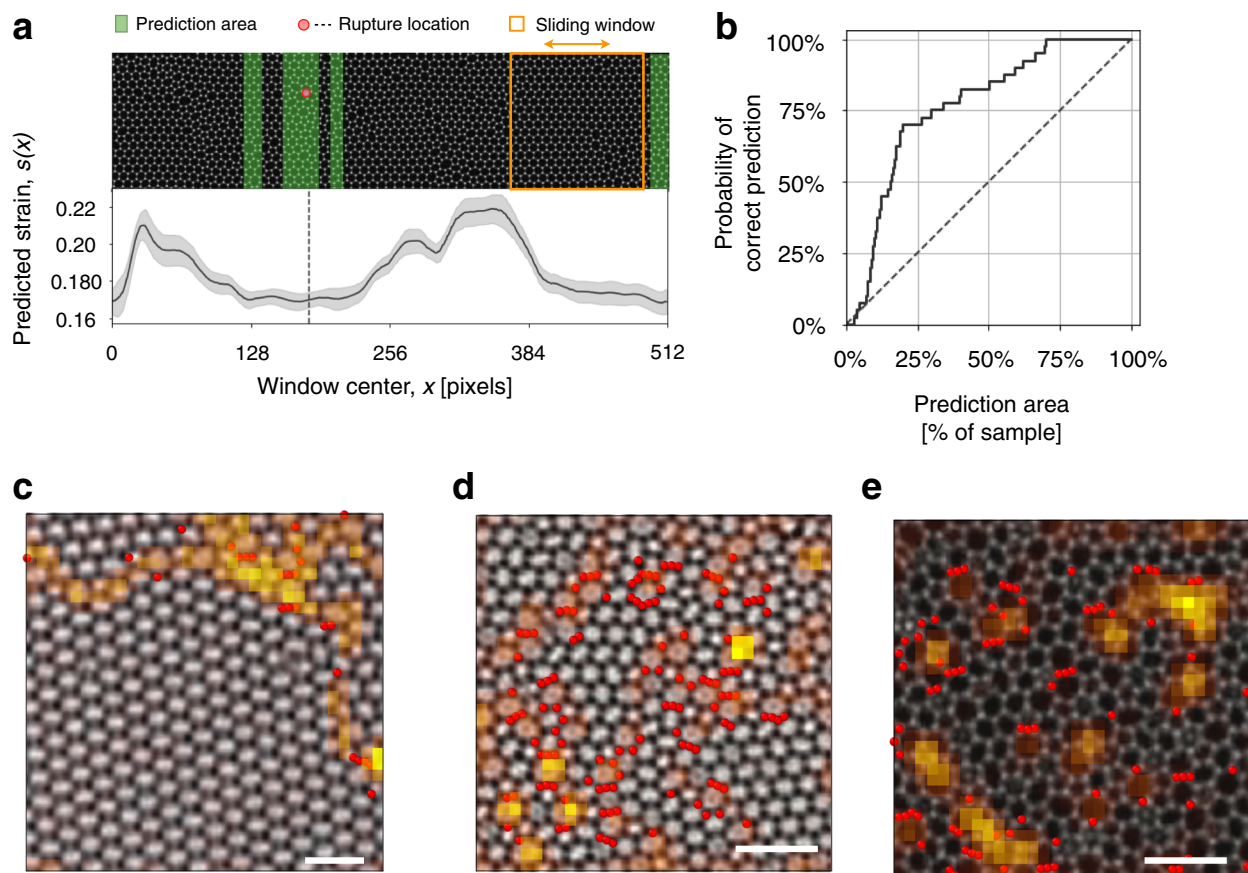 a
Prediction area
Rupture location
Sliding window
Predicted strain, s(x)
0.22
0.20
0.180
0.16
0
128
256
384
512
Window center, x [pixels]
b
Probability of
correct prediction
100%
75%
50%
25%
0%
0%
25%
50%
75%
100%
Prediction area
[% of sample]
c
d
e